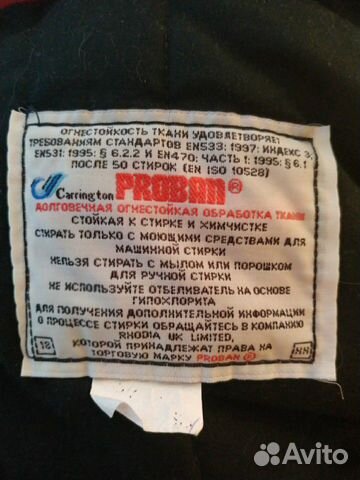 ОГНЕСТОЙКОСТЬ ТКАНИ УДОВЛЕТВОРЯЕТ
ТРЕБОВАНИЯМ СТАНДАРТОВ EN533: 1997: ИНДЕКС 3;
EN531: 1995: § 6.2.2 И EN470: ЧАСТЬ 1: 1995: § 6.1
ПОСЛЕ 50 СТИРОК (EN ISO 10528)
Carrington PROBAN®
ДОЛГОВЕЧНАЯ ОГНЕСТОЙКАЯ ОБРАБОТКА ТКАНИ
СТОЙКАЯ К СТИРКЕ И ХИМЧИСТКЕ
СТИРАТЬ ТОЛЬКО С МОЮЩИМИ СРЕДСТВАМИ ДЛЯ
МАШИННОЙ СТИРКИ
НЕЛЬЗЯ СТИРАТЬ С МЫЛОМ ИЛИ ПОРОШКОМ
ДЛЯ РУЧНОЙ СТИРКИ
НЕ ИСПОЛЬЗУЙТЕ ОТБЕЛИВАТЕЛЬ НА ОСНОВЕ
ГИПОХЛОРИТА
ДЛЯ ПОЛУЧЕНИЯ ДОПОЛНИТЕЛЬНОЙ ИНФОРМАЦИИ
О ПРОЦЕССЕ СТИРКИ ОБРАЩАЙТЕСЬ В КОМПАНИЮ
RHODIA UK LIMITED,
КОТОРОЙ ПРИНАДЛЕЖАТ ПРАВА НА
ТОРГОВУЮ МАРКУ PROBAN ®
18
88
Avito